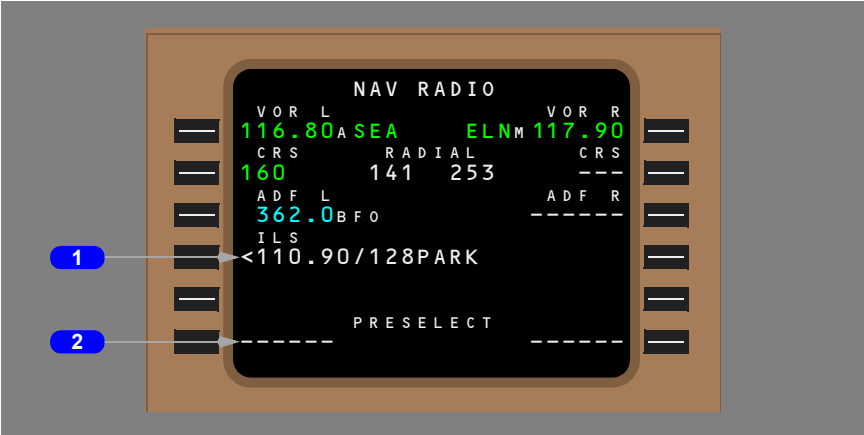 NAV RADIO
VOR L VOR R
116.80A SEA ELNM 117.90
CRS RADIAL CRS
160 141 253 ---
ADF L ADF R
362.0BFO ------
ILS
1 <110.90/128PARK
PRESELECT
2 ------ ------